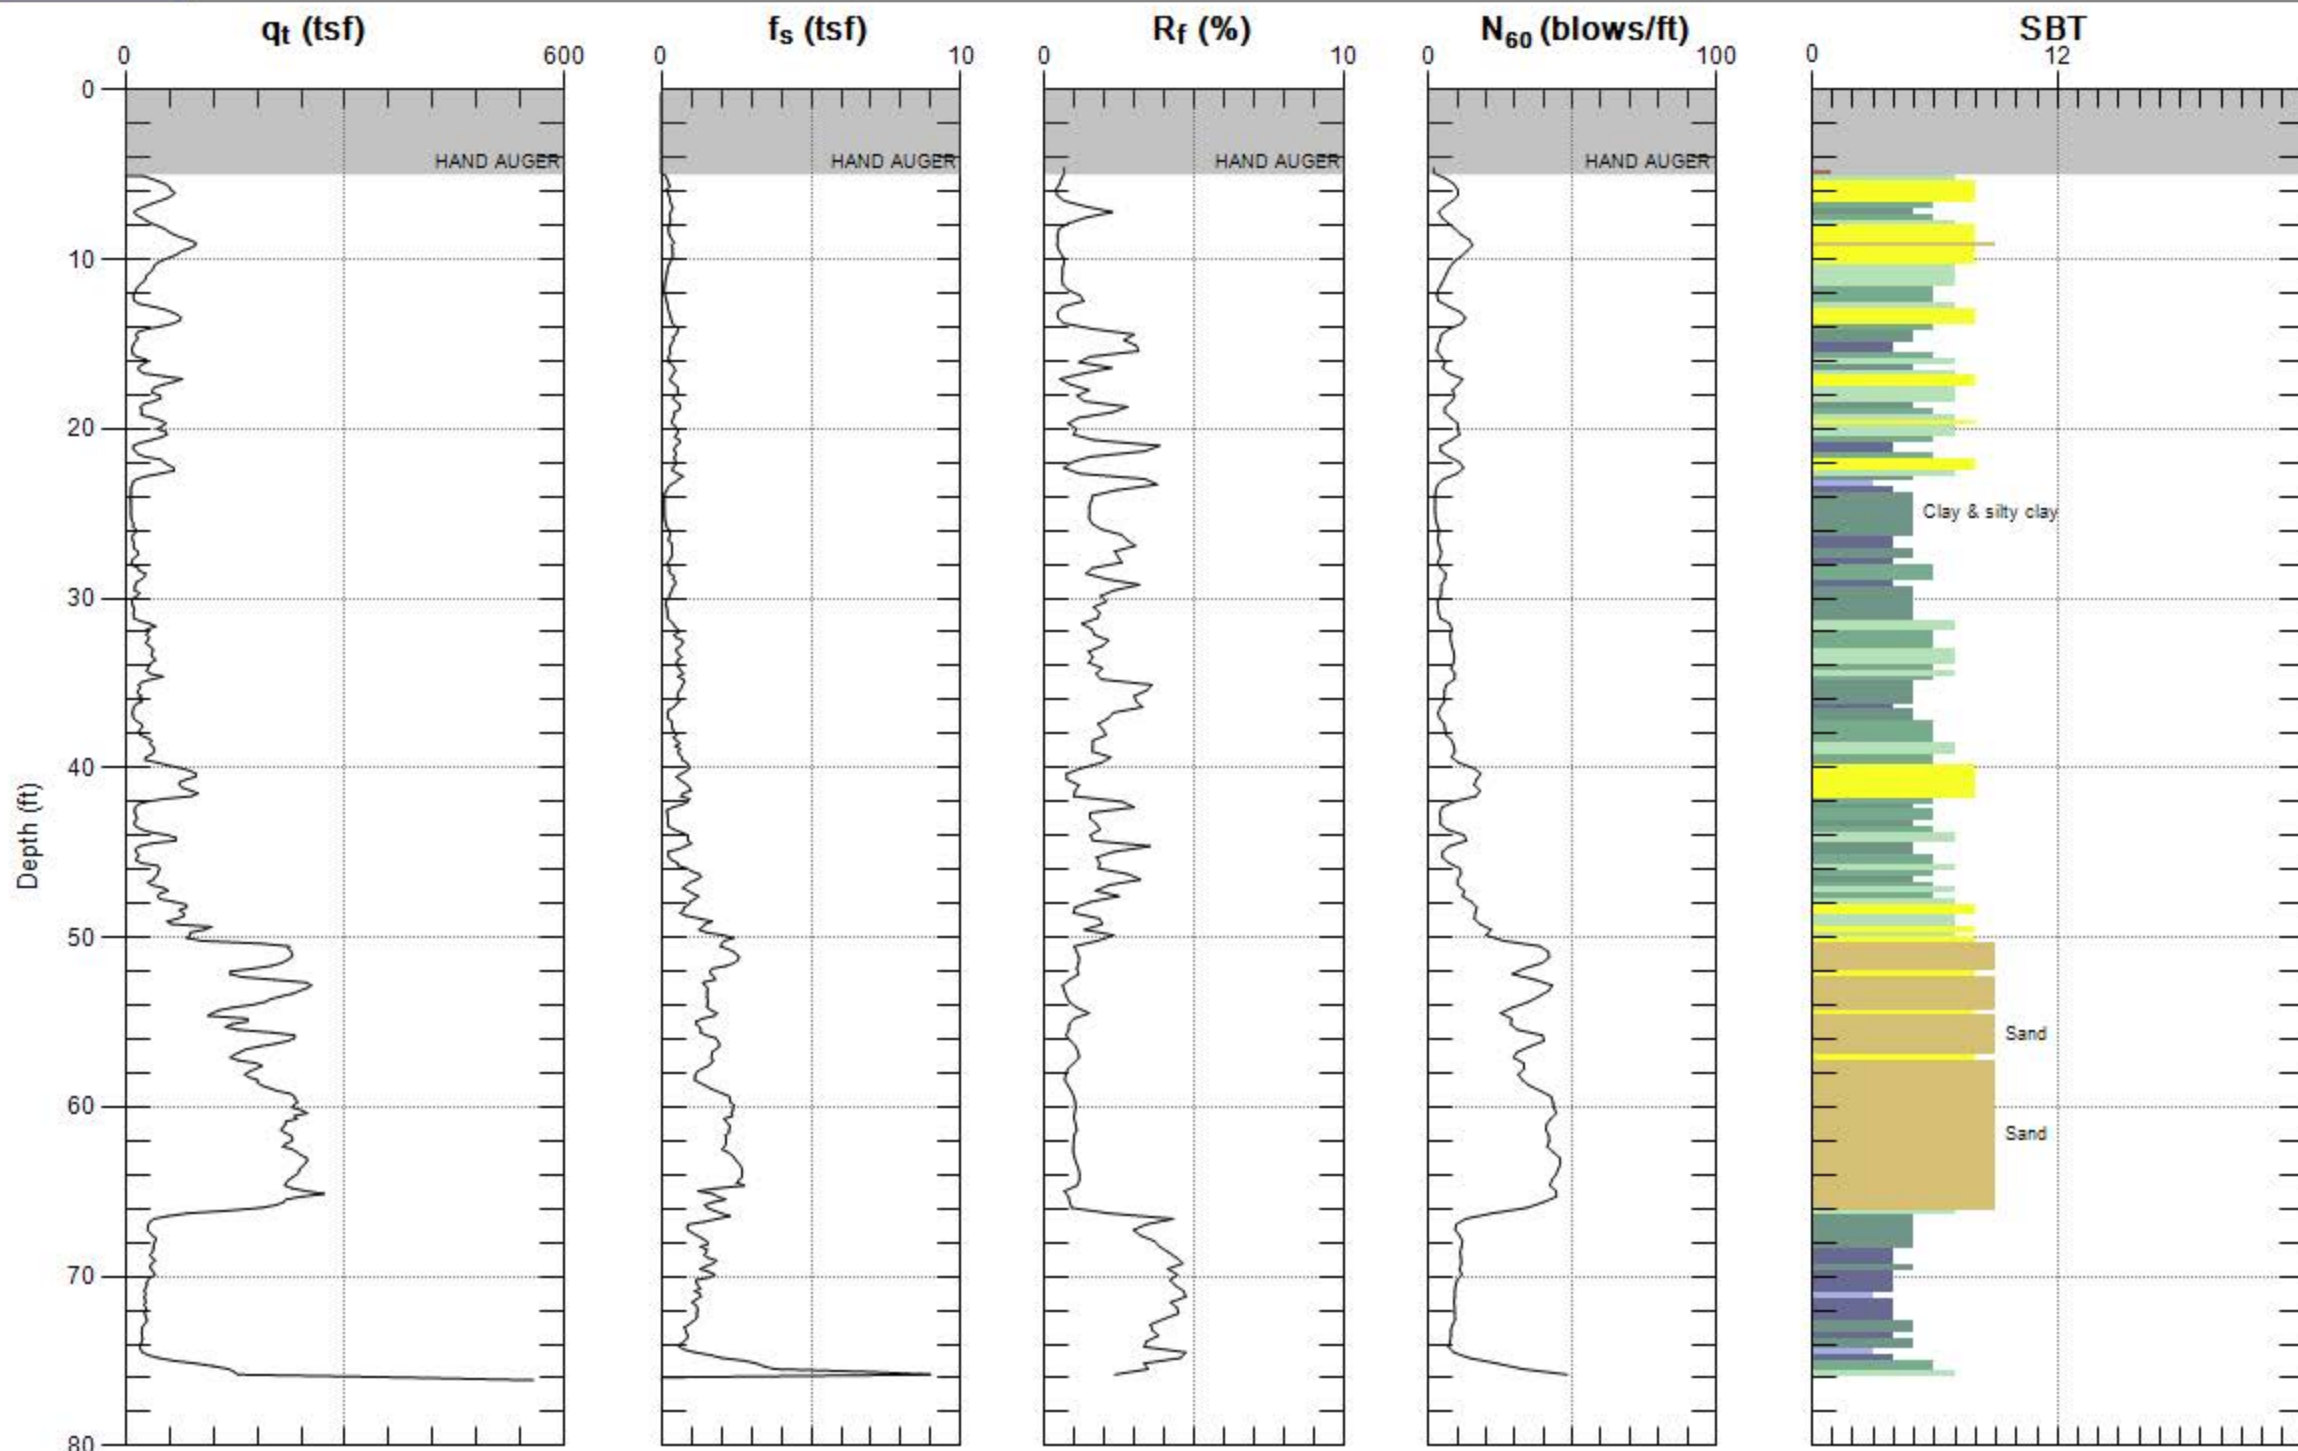 qt (tsf) fs (tsf) Rf (%) N60 (blows/ft) SBT
0 600 0 10 0 10 0 100 0 12
0
HAND AUGER HAND AUGER HAND AUGER HAND AUGER
10
20
Clay & silty clay
30
40
Depth (ft)
50
Sand
60
Sand
70
80